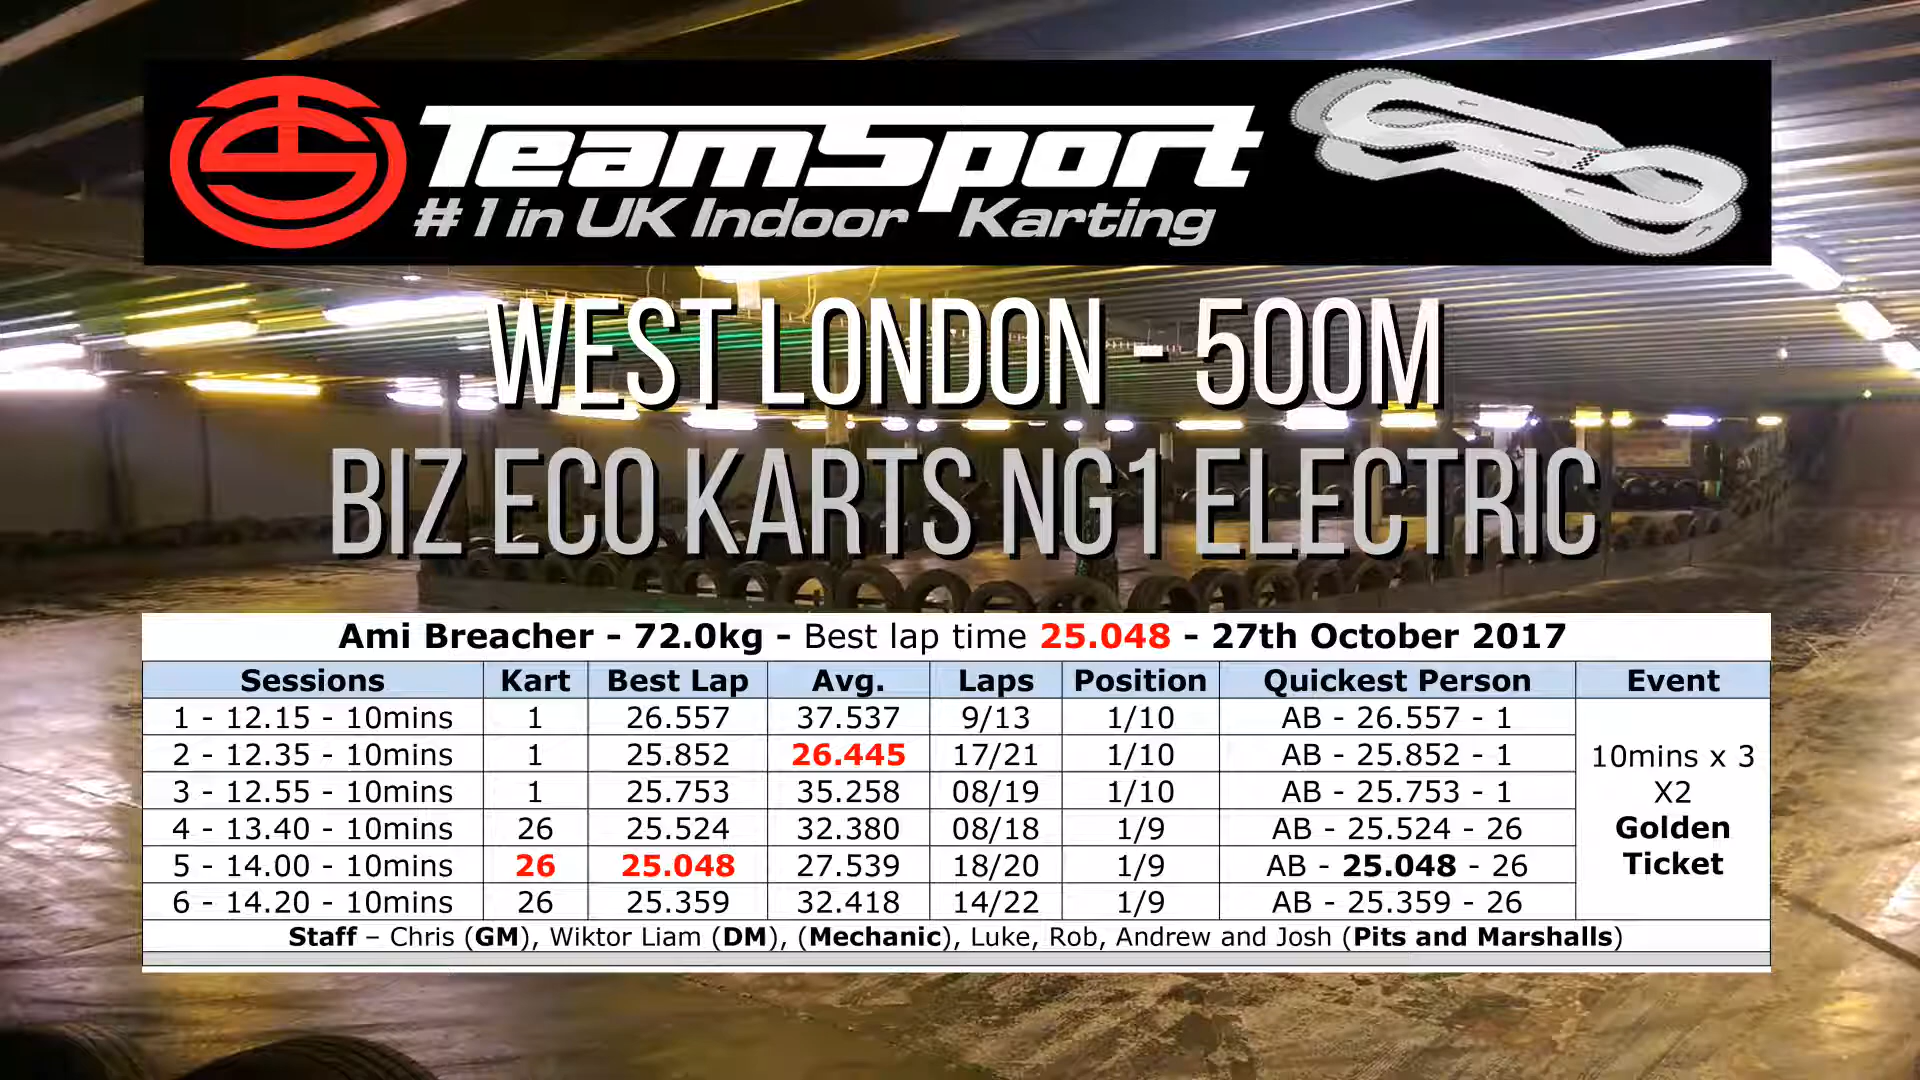 TeamSport
#1 in UK Indoor Karting
WEST LONDON - 500M
BIZ ECO KARTS NG1 ELECTRIC
Ami Breacher - 72.0kg - Best lap time 25.048 - 27th October 2017
Sessions Kart Best Lap Avg. Laps Position Quickest Person Event
1 - 12.15 - 10mins 1 26.557 37.537 9/13 1/10 AB - 26.557 - 1
2 - 12.35 - 10mins 1 25.852 26.445 17/21 1/10 AB - 25.852 - 1
3 - 12.55 - 10mins 1 25.753 35.258 08/19 1/10 AB - 25.753 - 1
4 - 13.40 - 10mins 26 25.524 32.380 08/18 1/9 AB - 25.524 - 26
5 - 14.00 - 10mins 26 25.048 27.539 18/20 1/9 AB - 25.048 - 26
6 - 14.20 - 10mins 26 25.359 32.418 14/22 1/9 AB - 25.359 - 26
10mins x 3
X2
Golden
Ticket
Staff – Chris (GM), Wiktor Liam (DM), (Mechanic), Luke, Rob, Andrew and Josh (Pits and Marshalls)